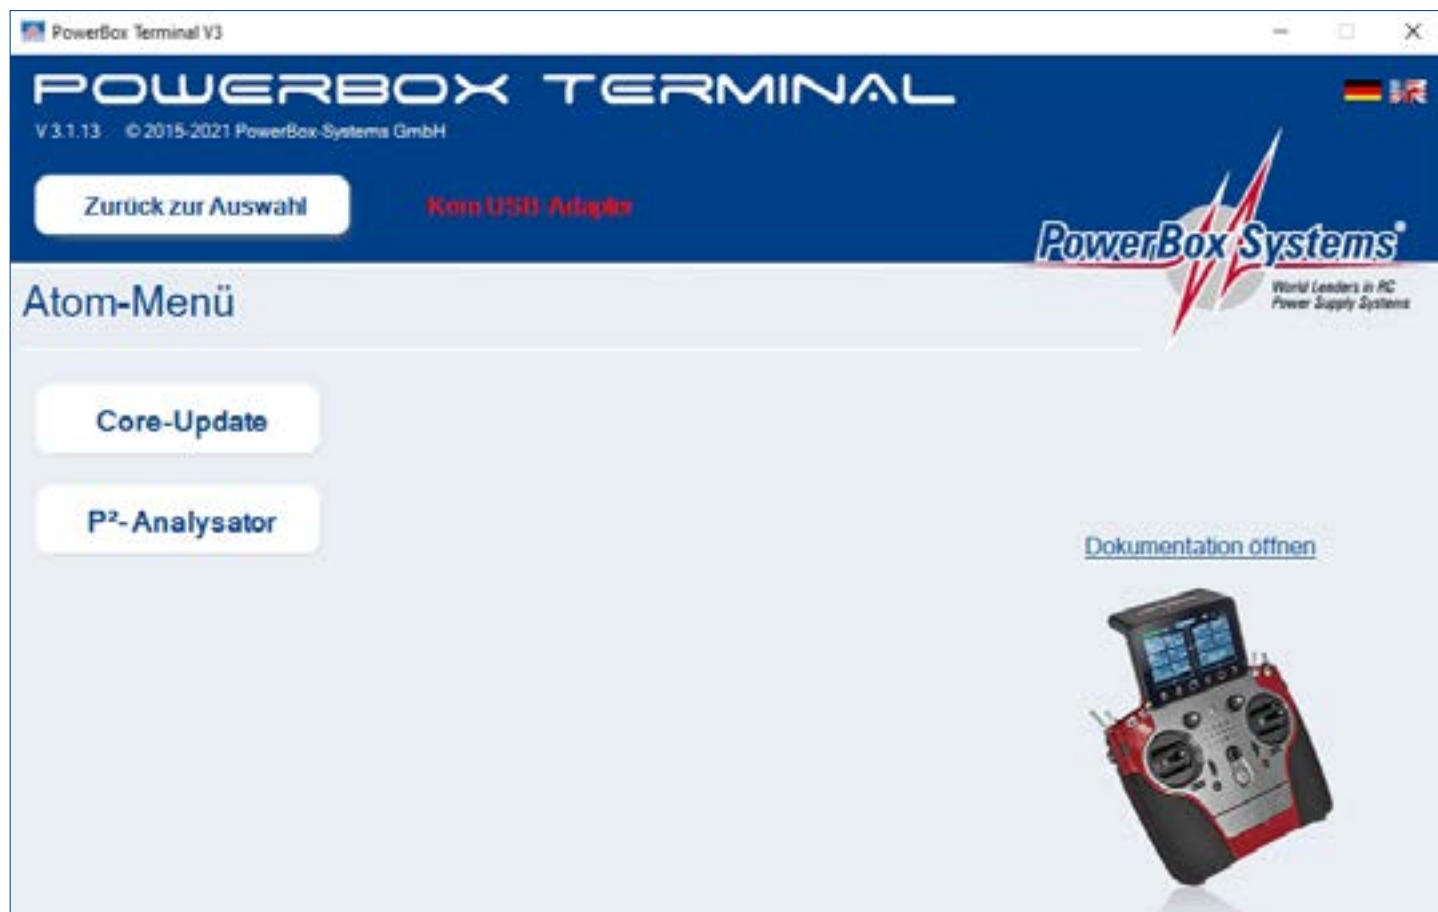 PowerBox Terminal V3
POWERBOX TERMINAL
V 3.1.13 © 2015-2021 PowerBox-Systems GmbH
Zurück zur Auswahl
Kein USB-Adapter
PowerBox Systems®
World Leaders in RC
Power Supply Systems
Atom-Menü
Core-Update
P²-Analysator
Dokumentation öffnen